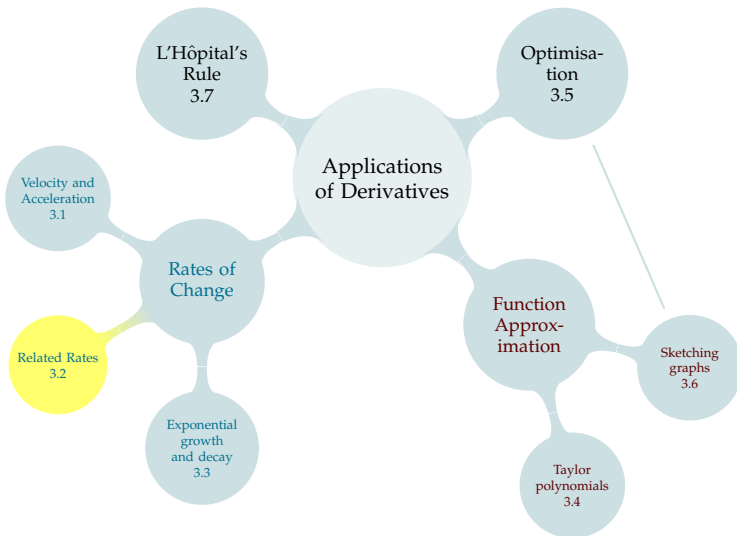 L'Hôpital's
Rule
3.7
Optimisa-
tion
3.5
Applications
of Derivatives
Velocity and
Acceleration
3.1
Rates of
Change
Related Rates
3.2
Exponential
growth
and decay
3.3
Function
Approx-
imation
Sketching
graphs
3.6
Taylor
polynomials
3.4